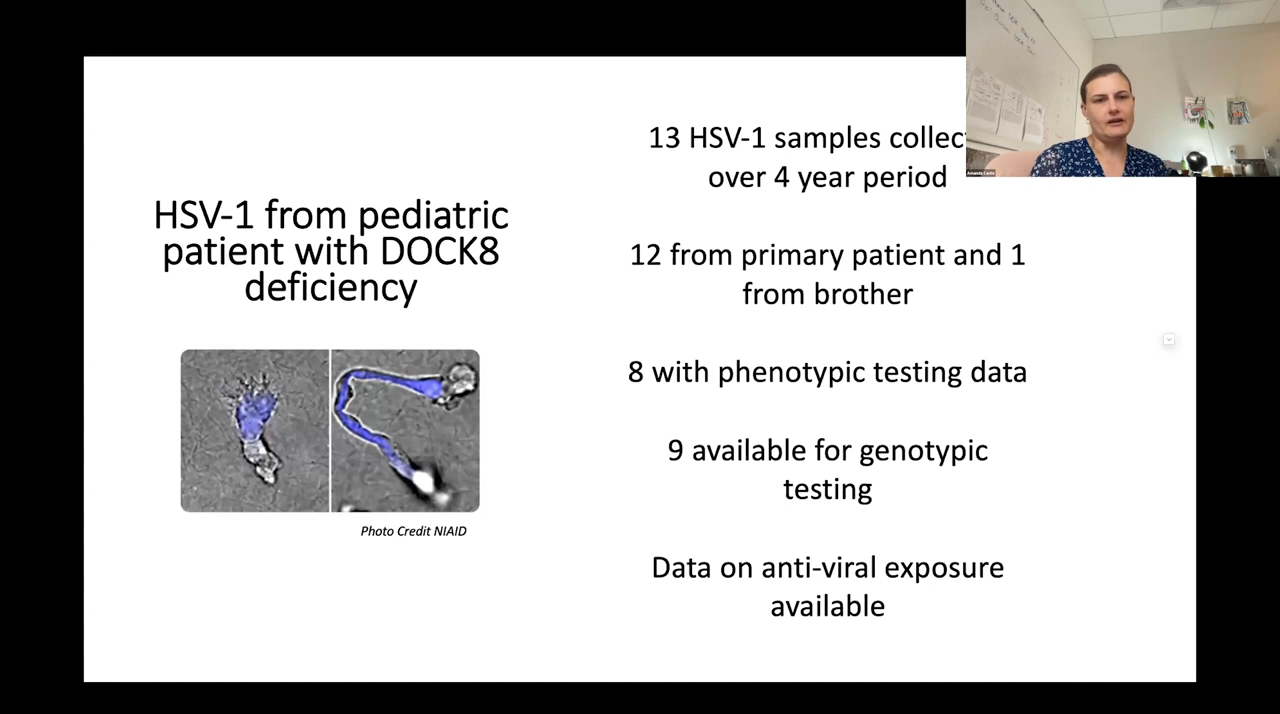 HSV-1 from pediatric
patient with DOCK8
deficiency
Photo Credit NIAID
13 HSV-1 samples collec
over 4 year period
12 from primary patient and 1
from brother
8 with phenotypic testing data
9 available for genotypic
testing
Data on anti-viral exposure
available